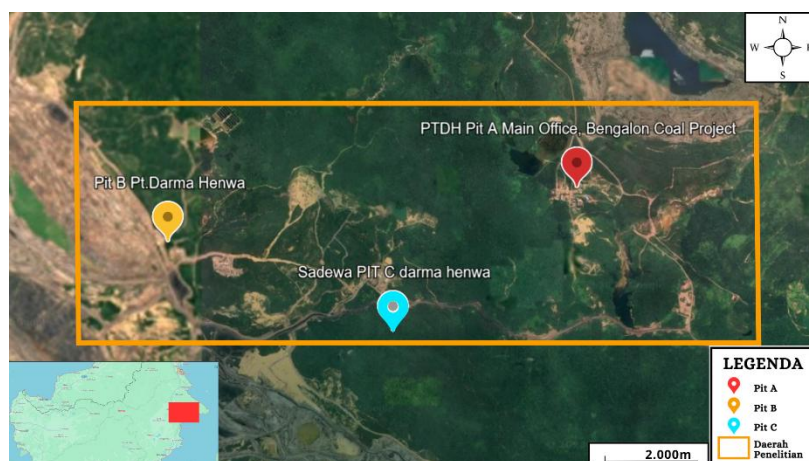 N
W
S
PTDH Pit A Main Office, Bengalon Coal Project
Pit B Pt.Darma Henwa
Sadewa PIT C darma henwa
LEGENDA
Pit A
Pit B
Pit C
Daerah
Penelitian
2.000m